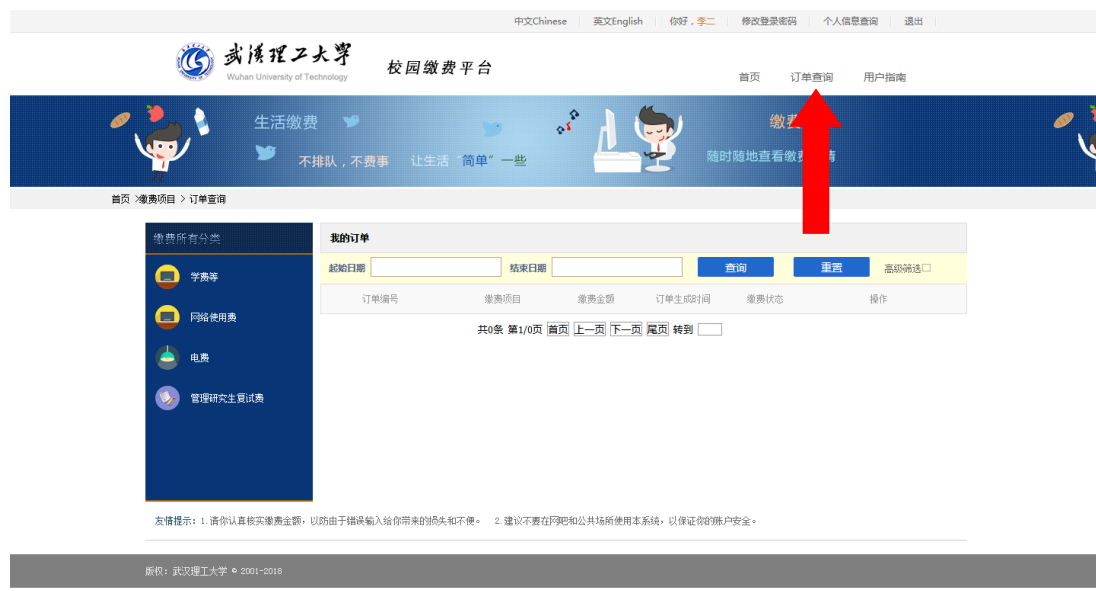 中文Chinese 英文English 你好，李二 修改登录密码 个人信息查询 退出
武汉理工大学
Wuhan University of Technology
校园缴费平台
首页 订单查询 用户指南
生活缴费
不排队，不费事 让生活“简单”一些
缴费
随时随地查看缴费
首页 >缴费项目 > 订单查询
缴费所有分类
学费等
网络使用费
电费
管理研究生复试费
我的订单
起始日期 结束日期 查询 重置 高级筛选
订单编号 缴费项目 缴费金额 订单生成时间 缴费状态 操作
共0条 第1/0页 首页 上一页 下一页 尾页 转到
友情提示：1.请你认真核实缴费金额，以防由于错误输入给你带来的损失和不便。 2.建议不要在网吧和公共场所使用本系统，以保证你的账户安全。
版权：武汉理工大学 © 2001-2018